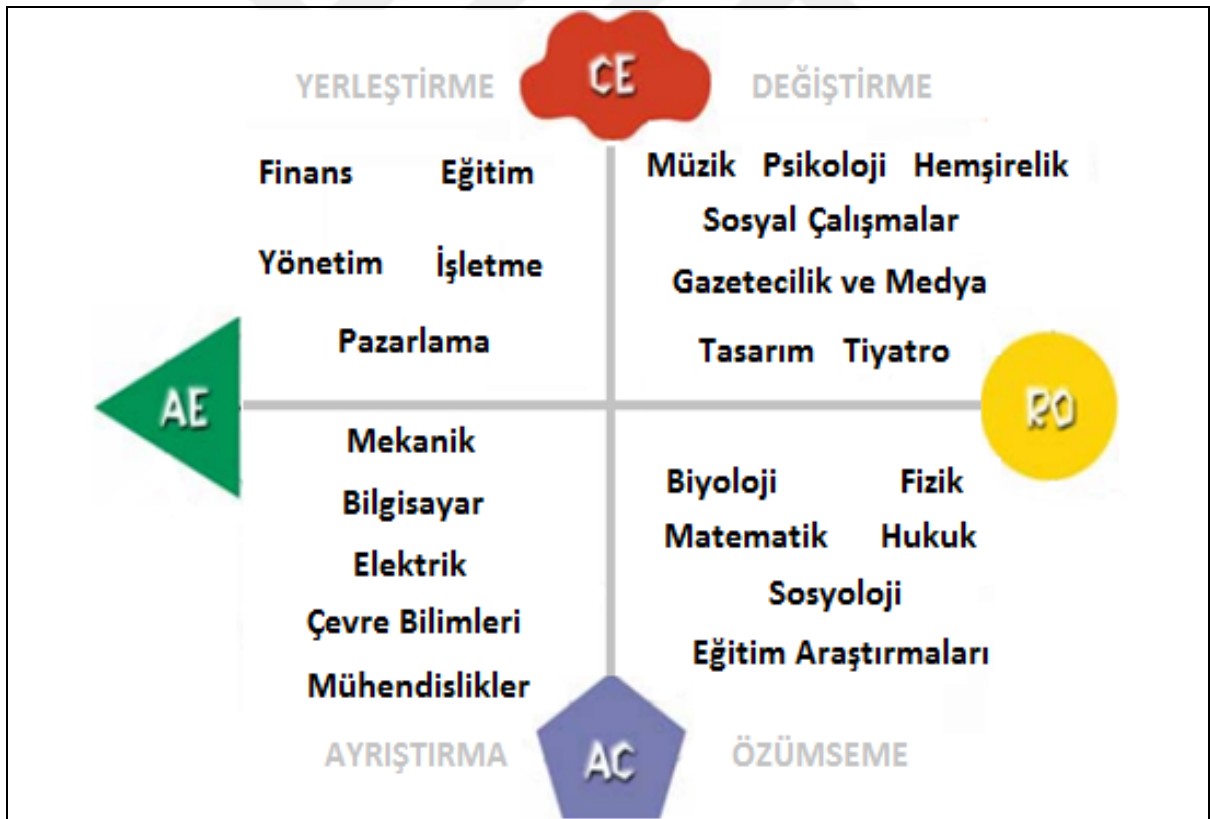 CE
YERLEŞTİRME DEĞİŞTİRME
Finans Eğitim
Müzik Psikoloji Hemşirelik
Sosyal Çalışmalar
Yönetim İşletme
Gazetecilik ve Medya
Pazarlama
Tasarım Tiyatro
AE
RO
Mekanik
Bilgisayar
Elektrik
Çevre Bilimleri
Mühendislikler
Biyoloji Fizik
Matematik Hukuk
Sosyoloji
Eğitim Araştırmaları
AYRIŞTIRMA AC ÖZÜMSEME